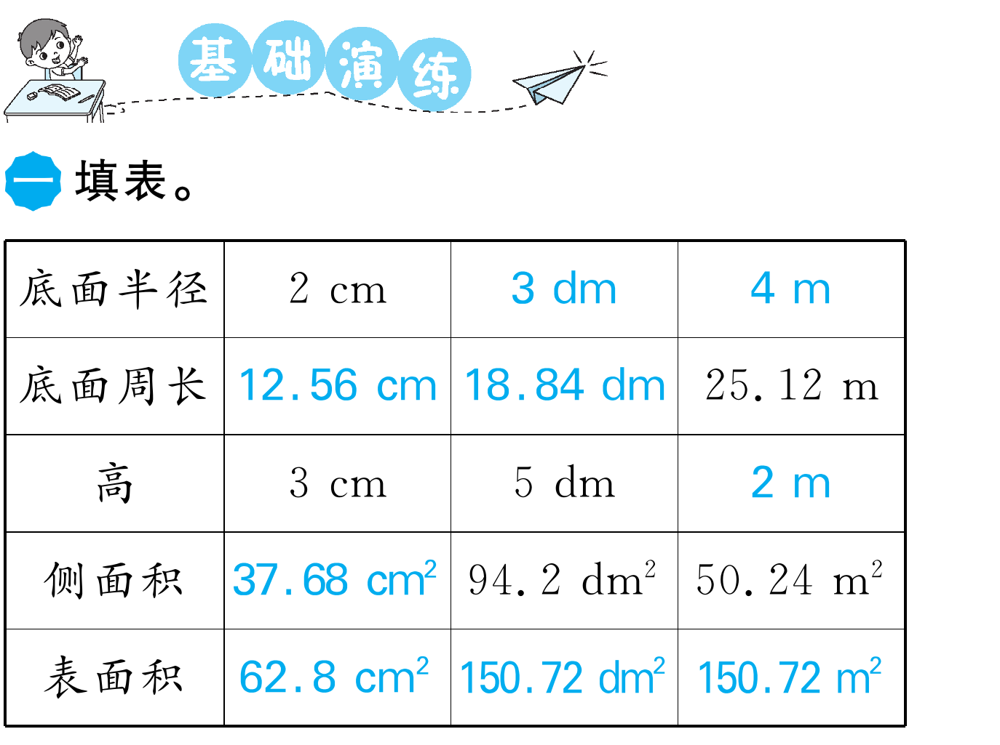 基础演练
一 填表。
底面半径 2 cm 3 dm 4 m
底面周长 12.56 cm 18.84 dm 25.12 m
高 3 cm 5 dm 2 m
侧面积 37.68 cm² 94.2 dm² 50.24 m²
表面积 62.8 cm² 150.72 dm² 150.72 m²